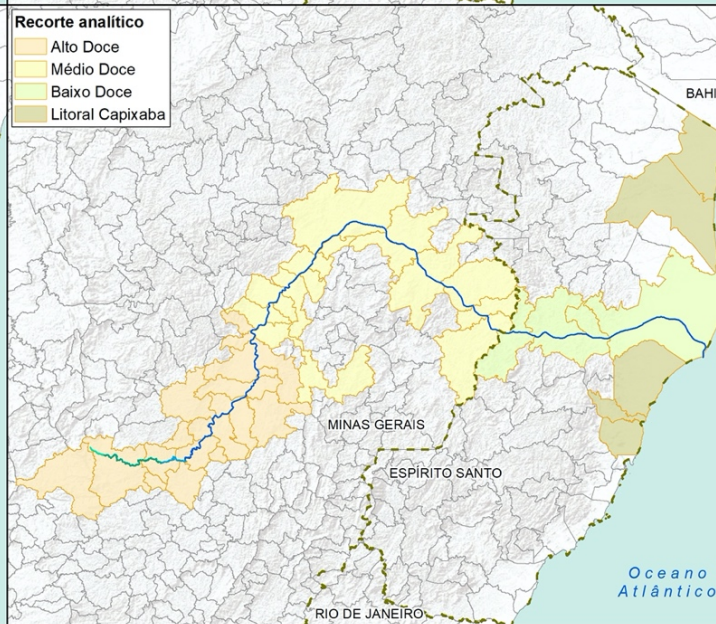 Recorte analítico
Alto Doce
Médio Doce
Baixo Doce
Litoral Capixaba
BAHI
MINAS GERAIS
ESPÍRITO SANTO
Oceano
Atlântico
RIO DE JANEIRO